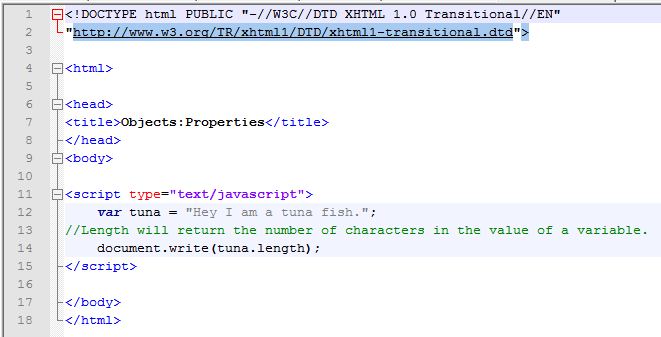 1 <!DOCTYPE html PUBLIC "-//W3C//DTD XHTML 1.0 Transitional//EN"
2 "http://www.w3.org/TR/xhtml1/DTD/xhtml1-transitional.dtd">
3
4 <html>
5
6 <head>
7 <title>Objects:Properties</title>
8 </head>
9 <body>
10
11 <script type="text/javascript">
12     var tuna = "Hey I am a tuna fish.";
13 //Length will return the number of characters in the value of a variable.
14     document.write(tuna.length);
15 </script>
16
17 </body>
18 </html>